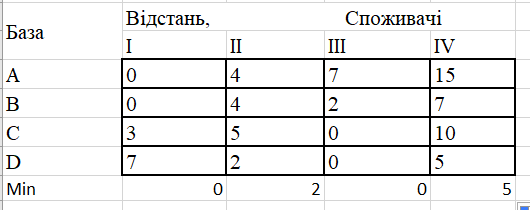 База Відстань, Споживачі
I II III IV
A 0 4 7 15
B 0 4 2 7
C 3 5 0 10
D 7 2 0 5
Min 0 2 0 5